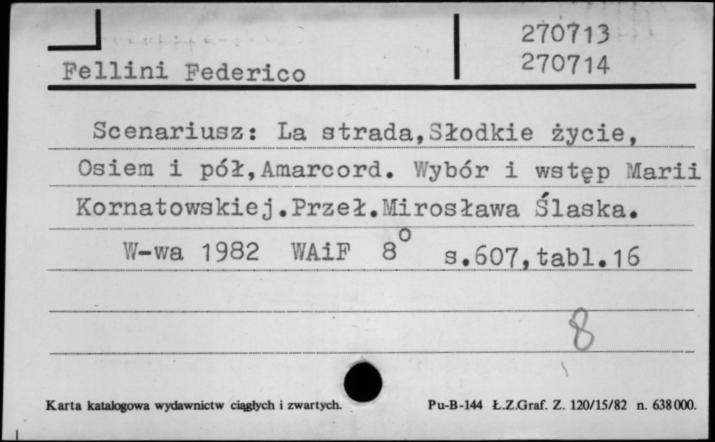 270713
Fellini Federico 270714
Scenariusz: La strada,Słodkie życie,
Osiem i pół,Amarcord. Wybór i wstęp Marii
Kornatowskiej.Przeł.Mirosława Ślaska.
W-wa 1982 WAiF 8° s.607,tabl.16
8
Karta katalogowa wydawnictw ciągłych i zwartych. Pu-B-144 Ł.Z.Graf. Z. 120/15/82 n. 638000.